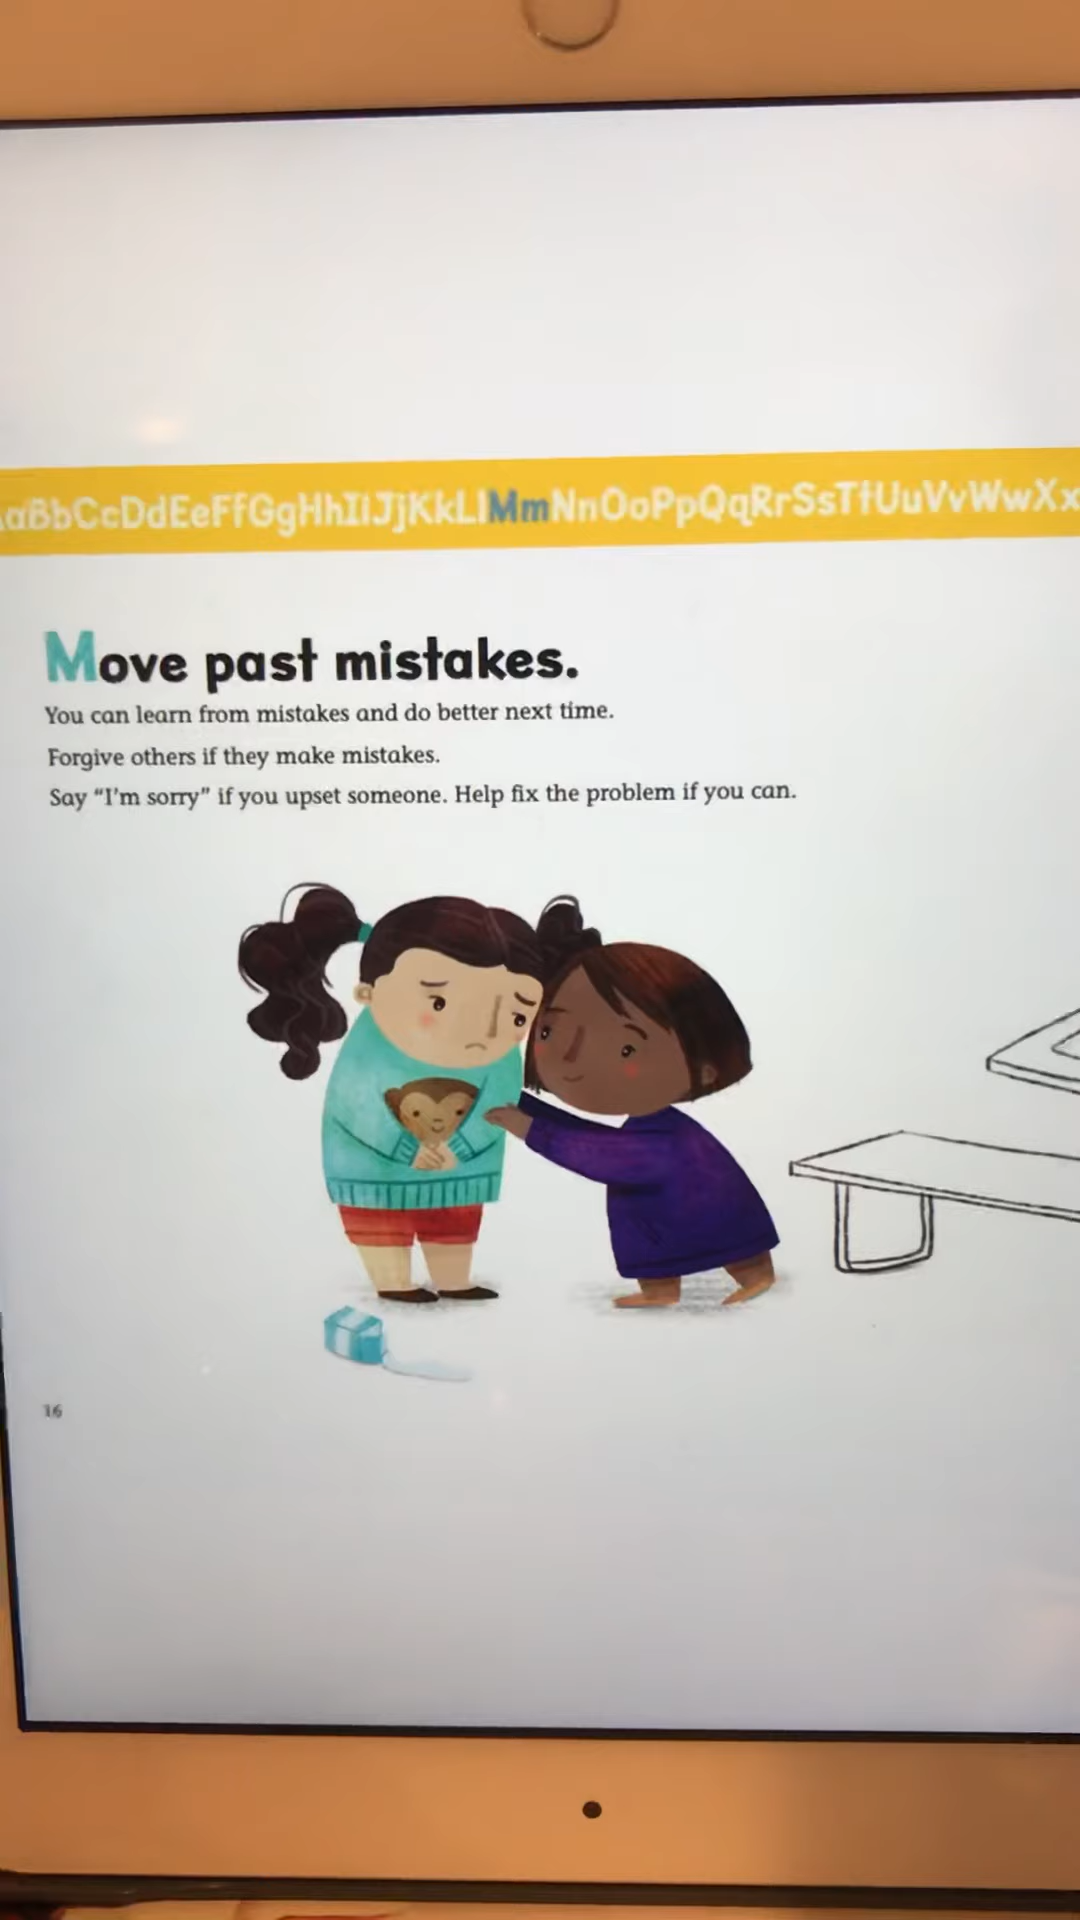 aBbCcDdEeFfGgHhIiJjKkLlMmNnOoPpQqRrSsTtUuVvWwXx
Move past mistakes.
You can learn from mistakes and do better next time.
Forgive others if they make mistakes.
Say “I’m sorry” if you upset someone. Help fix the problem if you can.
16